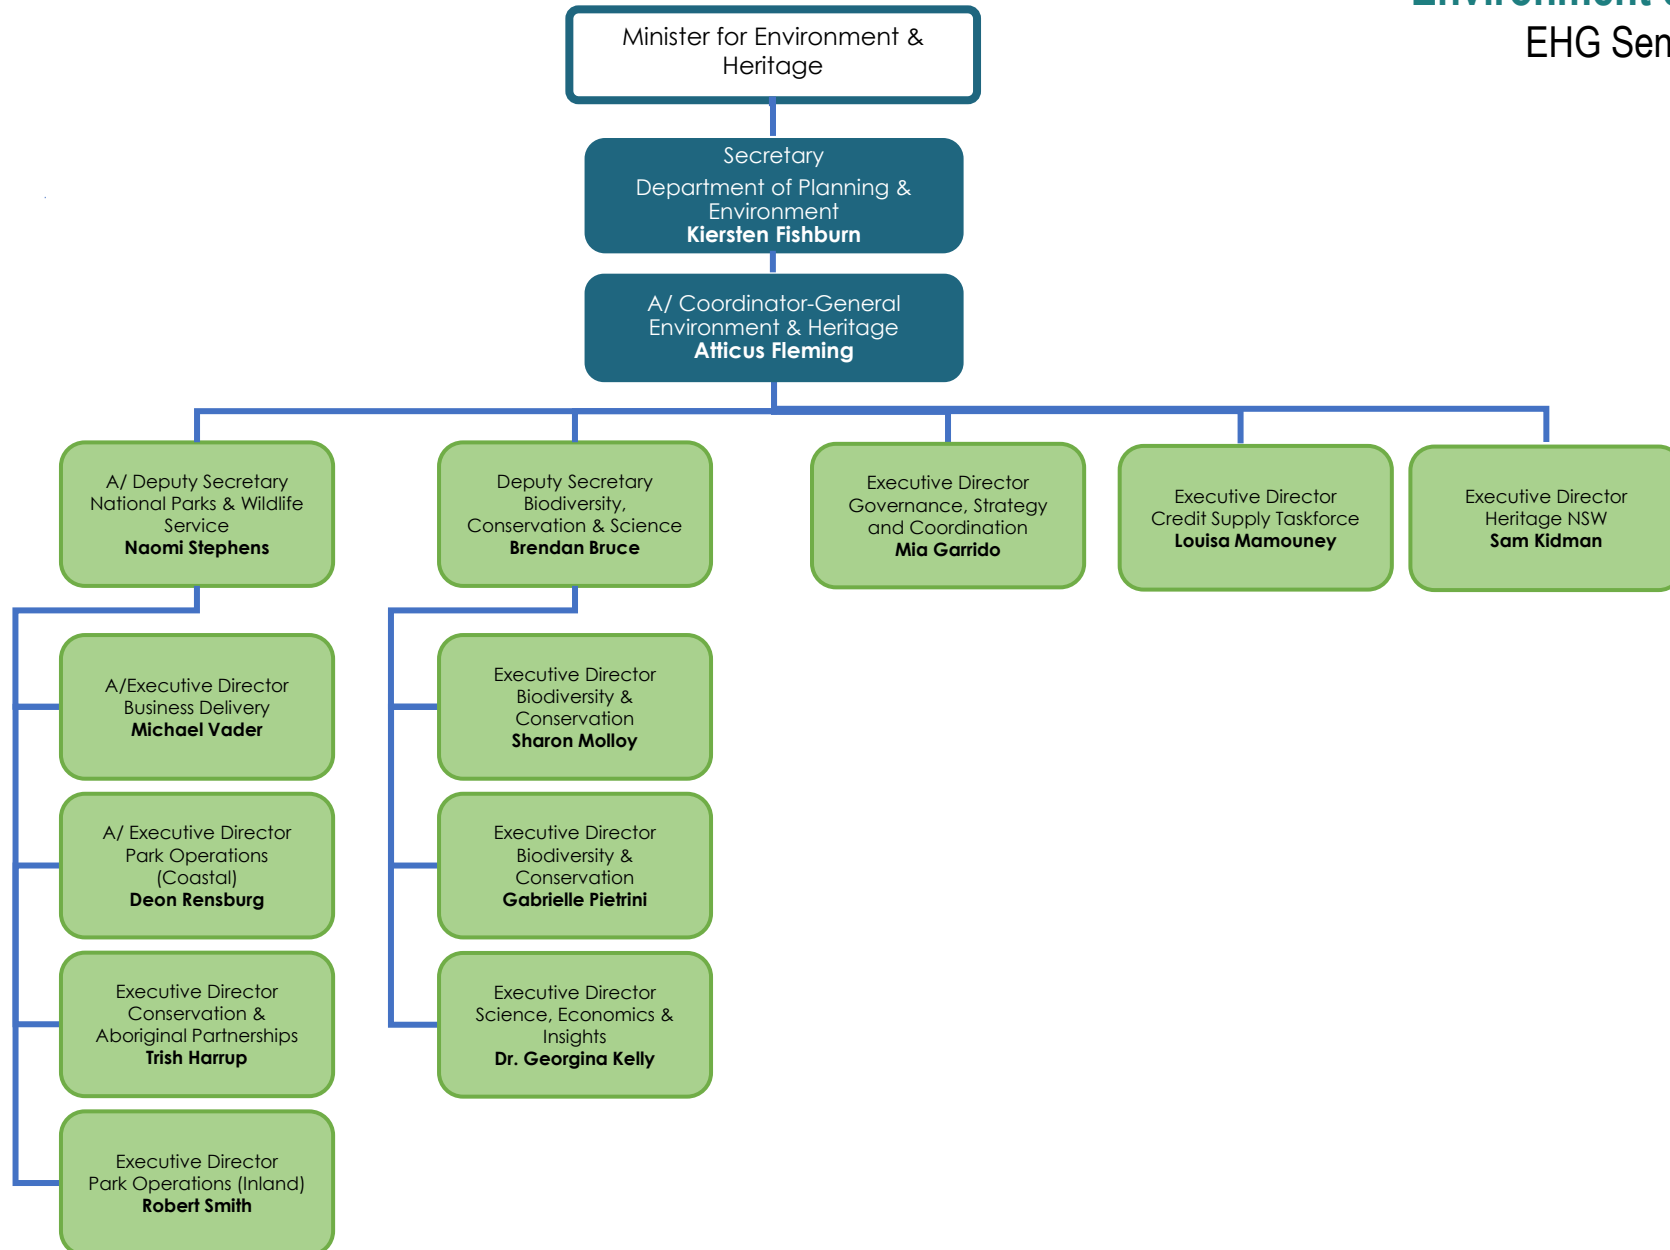 Environment
EHG
Minister for Environment &
Heritage
Secretary
Department of Planning &
Environment
Kiersten Fishburn
A/ Coordinator-General
Environment & Heritage
Atticus Fleming
A/ Deputy Secretary
National Parks & Wildlife
Service
Naomi Stephens
Deputy Secretary
Biodiversity,
Conservation & Science
Brendan Bruce
Executive Director
Governance, Strategy
and Coordination
Mia Garrido
Executive Director
Credit Supply Taskforce
Louisa Mamouney
Executive Director
Heritage NSW
Sam Kidman
A/Executive Director
Business Delivery
Michael Vader
A/ Executive Director
Park Operations
(Coastal)
Deon Rensburg
Executive Director
Conservation &
Aboriginal Partnerships
Trish Harrup
Executive Director
Park Operations (Inland)
Robert Smith
Executive Director
Biodiversity &
Conservation
Sharon Molloy
Executive Director
Biodiversity &
Conservation
Gabrielle Pietrini
Executive Director
Science, Economics &
Insights
Dr. Georgina Kelly